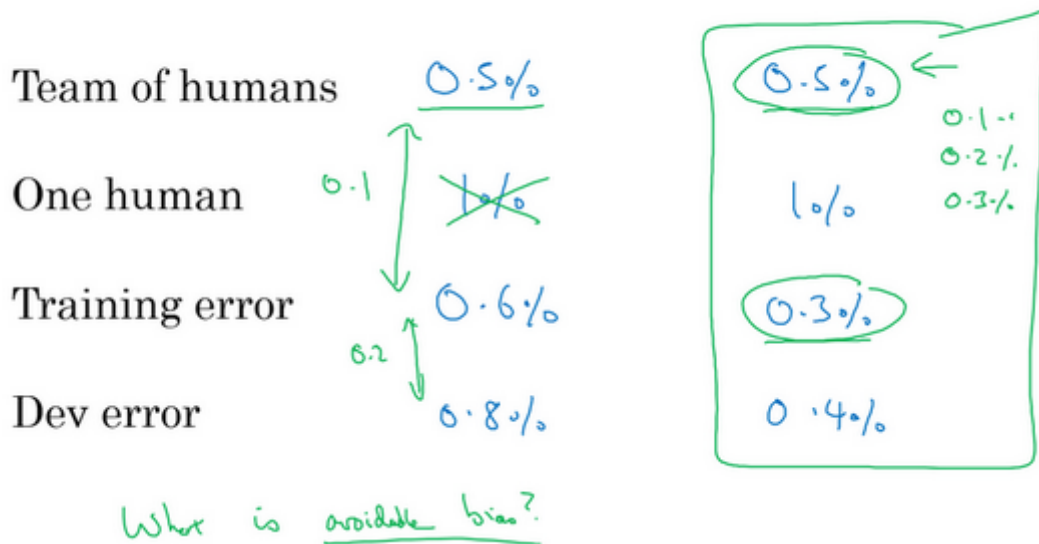 Team of humans 0.5% 0.5%
0.1
0.2%
One human 0.1 1% 1% 0.3%
Training error 0.6% 0.3%
0.2
Dev error 0.8% 0.4%
What is avoidable bias?